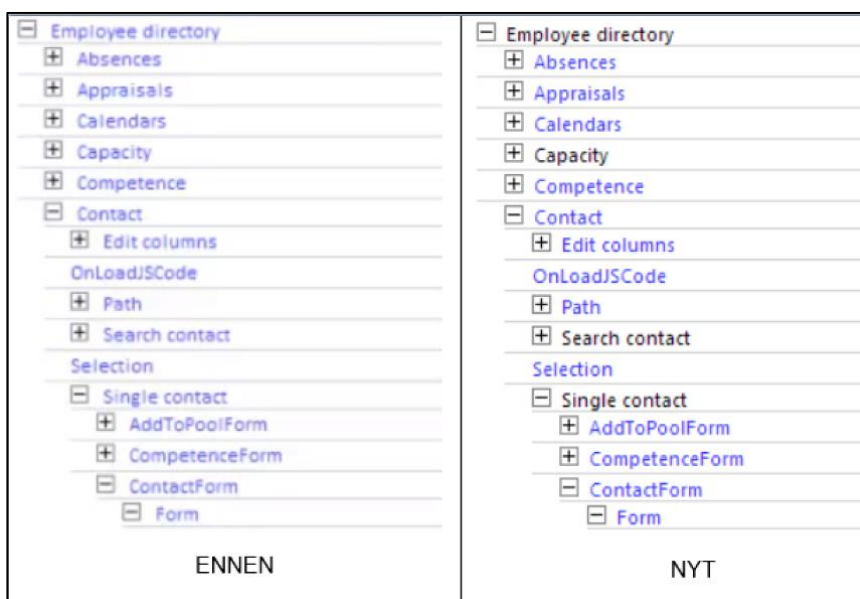 Employee directory
Absences
Appraisals
Calendars
Capacity
Competence
Contact
Edit columns
OnLoadJSCode
Path
Search contact
Selection
Single contact
AddToPoolForm
CompetenceForm
ContactForm
Form
ENNEN
Employee directory
Absences
Appraisals
Calendars
Capacity
Competence
Contact
Edit columns
OnLoadJSCode
Path
Search contact
Selection
Single contact
AddToPoolForm
CompetenceForm
ContactForm
Form
NYT